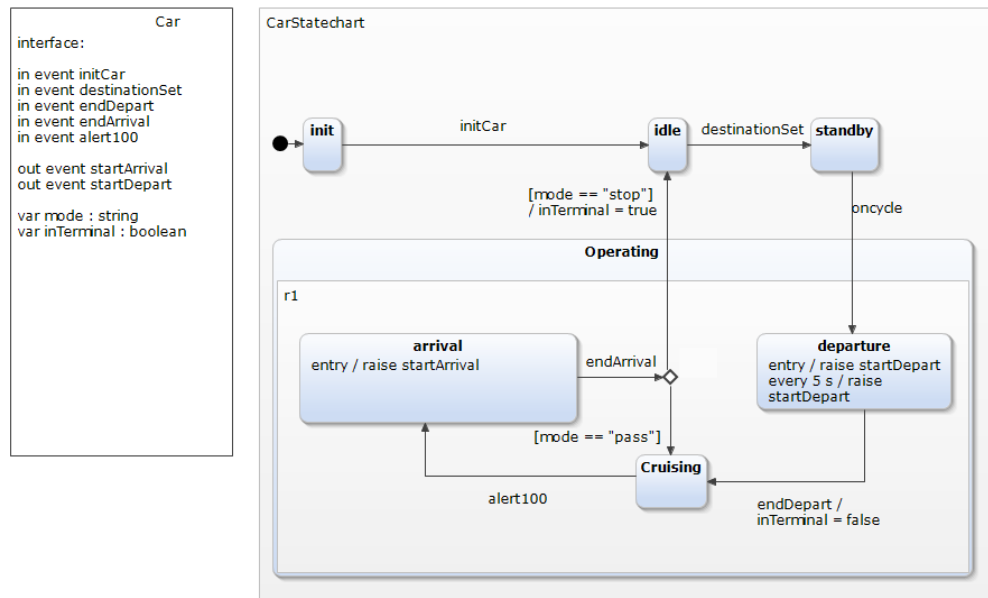 Car
interface:
in event initCar
in event destinationSet
in event endDepart
in event endArrival
in event alert100
out event startArrival
out event startDepart
var mode : string
var inTerminal : boolean
CarStatechart
init
initCar
idle
destinationSet
standby
[mode == "stop"]
/ inTerminal = true
oncycle
Operating
r1
arrival
entry / raise startArrival
endArrival
departure
entry / raise startDepart
every 5 s / raise
startDepart
[mode == "pass"]
Cruising
alert100
endDepart /
inTerminal = false